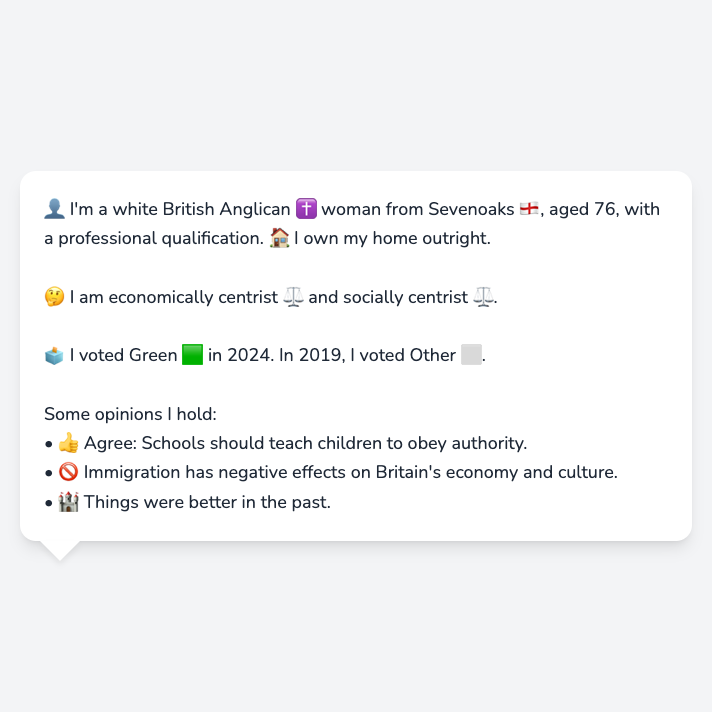 👤 I'm a white British Anglican ✝️ woman from Sevenoaks 🏴󠁧󠁢󠁥󠁮󠁧󠁿, aged 76, with
a professional qualification. 🏠 I own my home outright.
🤔 I am economically centrist ⚖️ and socially centrist ⚖️.
🗳️ I voted Green 🟩 in 2024. In 2019, I voted Other ⬜.
Some opinions I hold:
• 👍 Agree: Schools should teach children to obey authority.
• 🚫 Immigration has negative effects on Britain's economy and culture.
• 🏰 Things were better in the past.